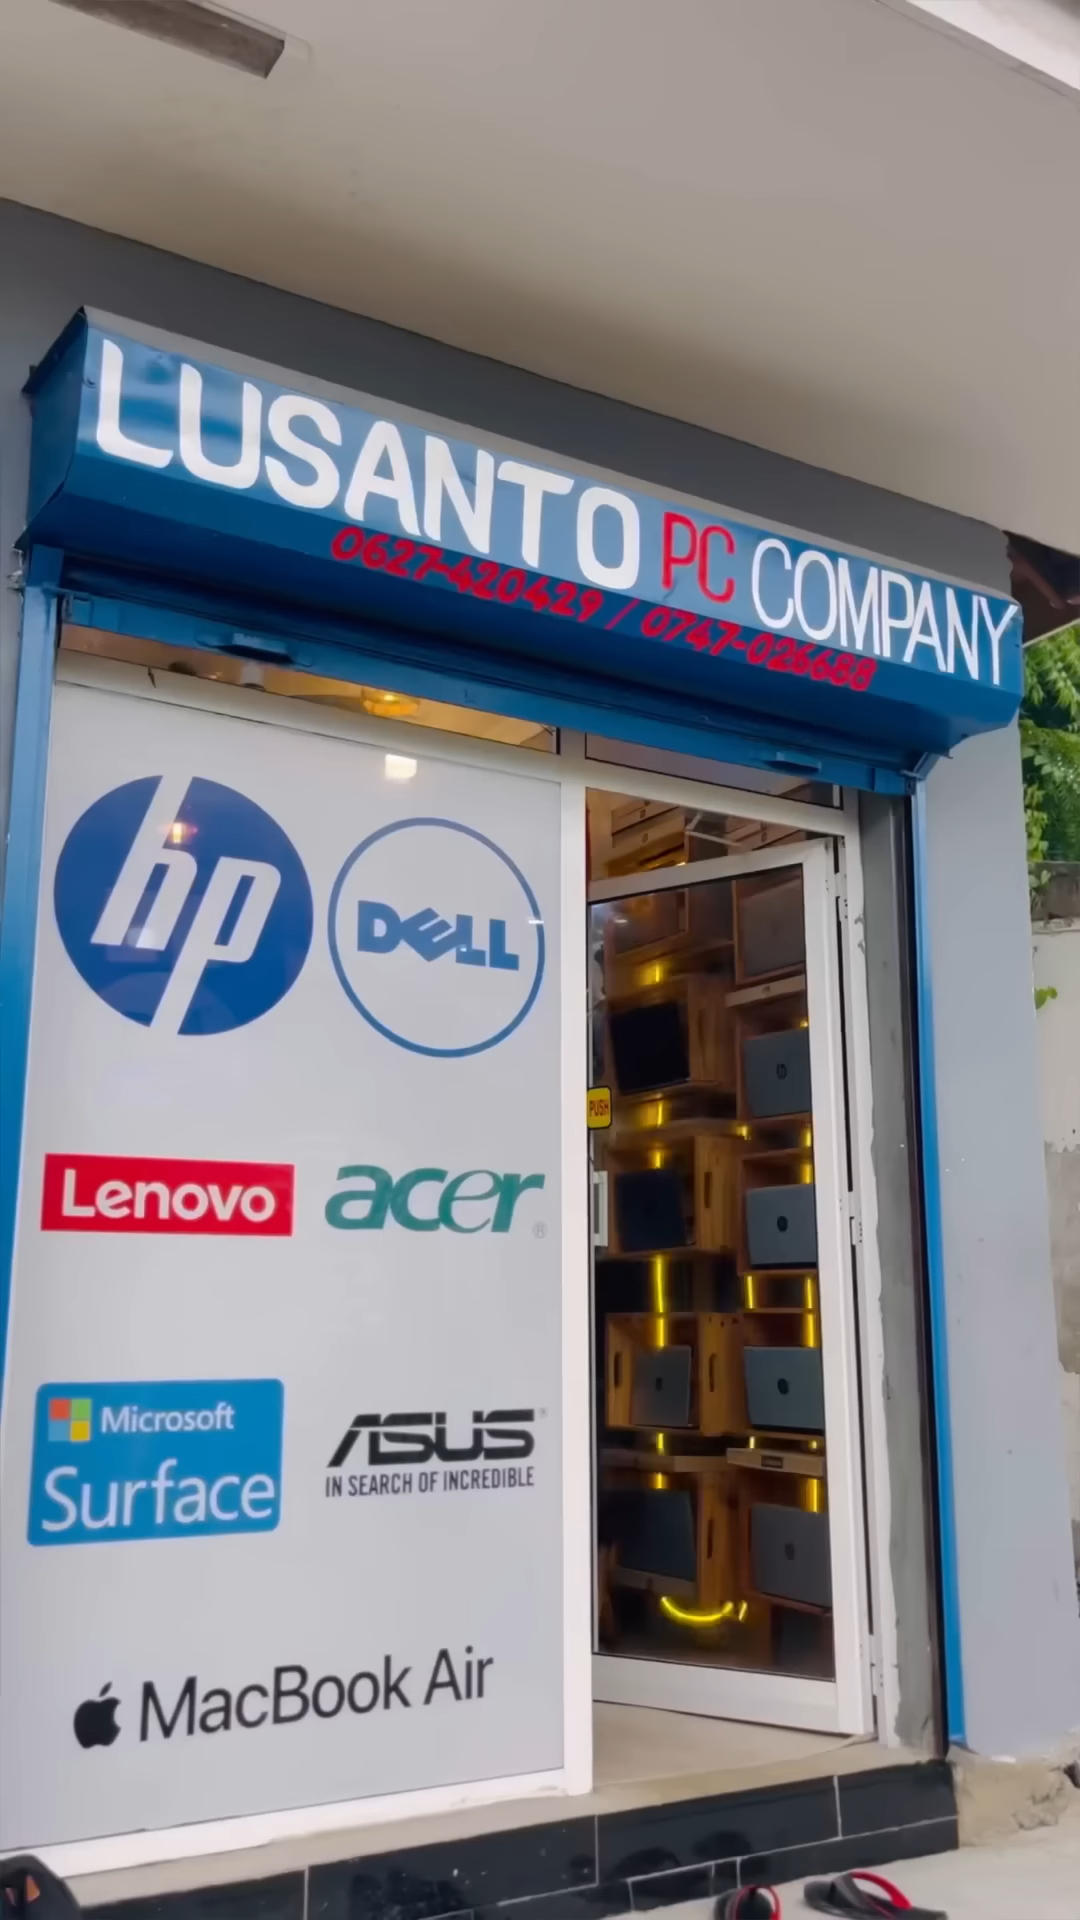 LUSANTO PC COMPANY
0627-420429 / 0747-026688
hp
DELL
PUSH
Lenovo
acer®
Microsoft
Surface
ASUS
IN SEARCH OF INCREDIBLE
MacBook Air